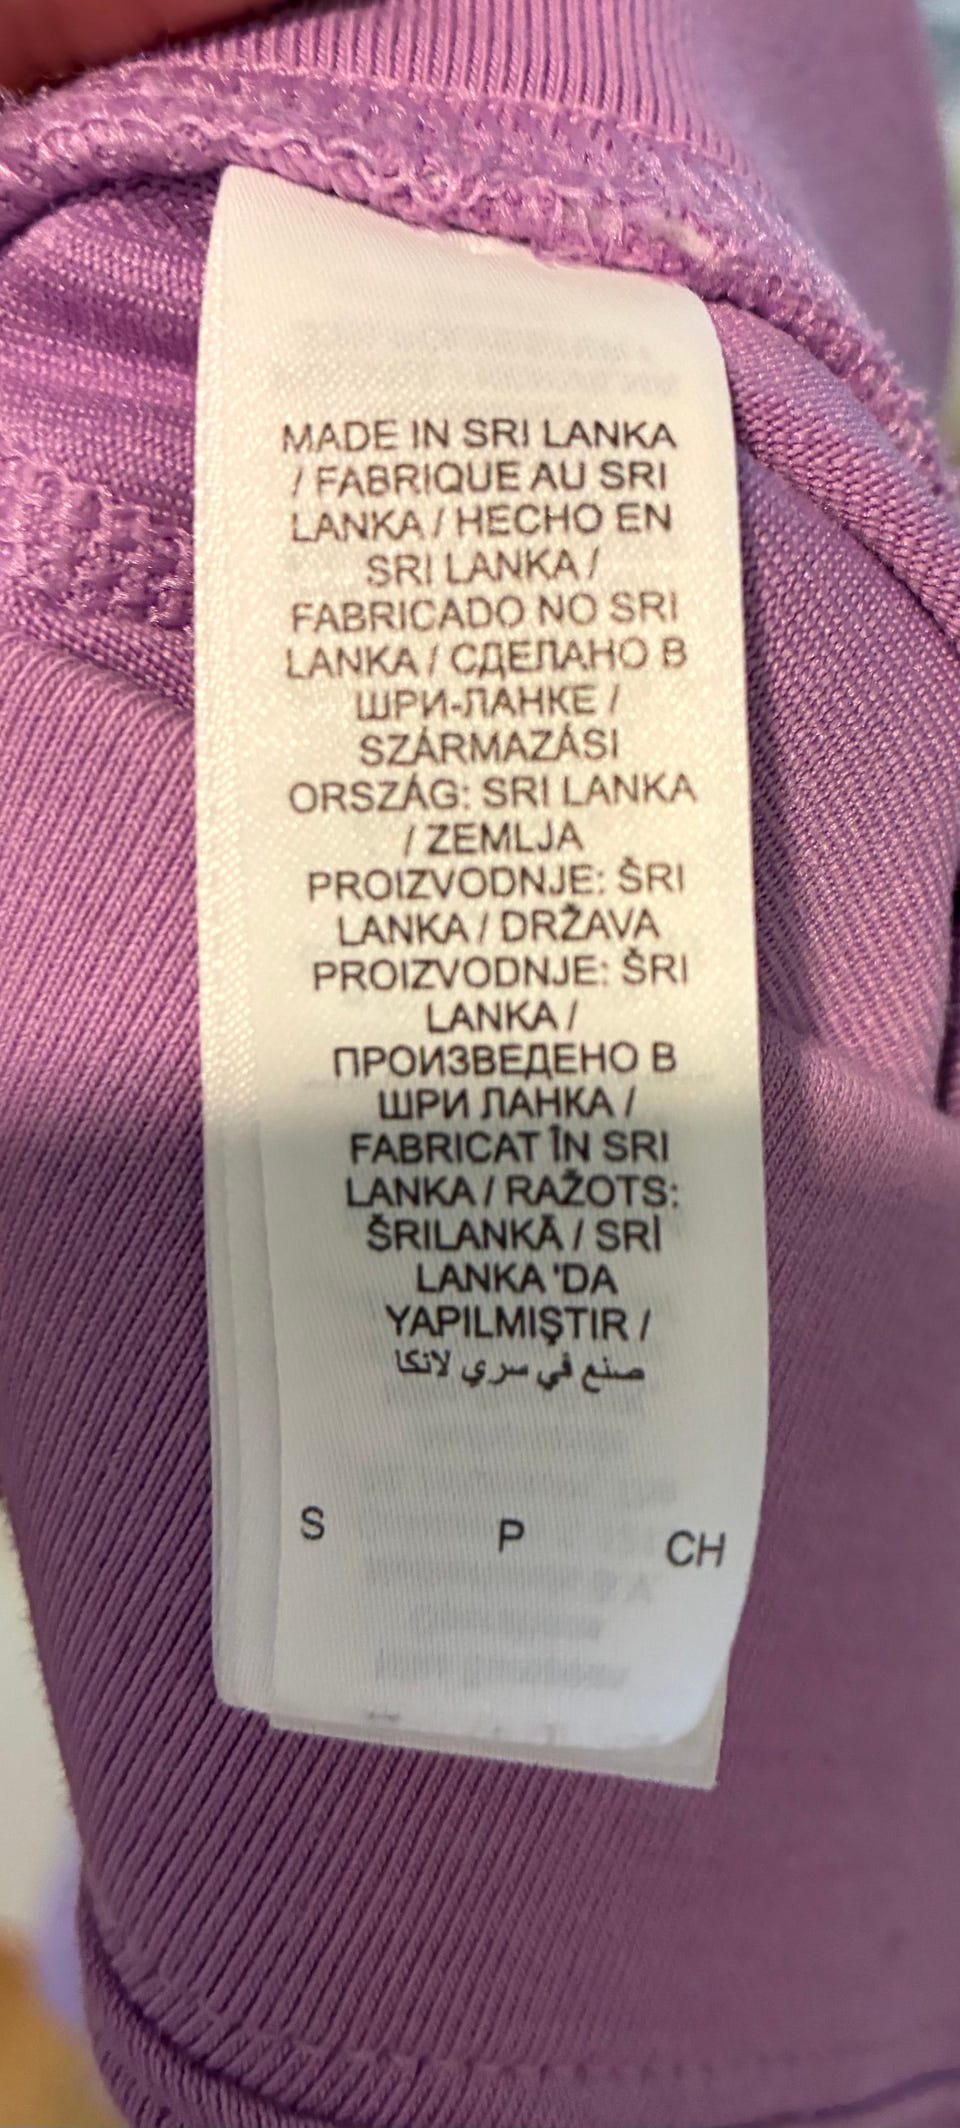 MADE IN SRI LANKA
/ FABRIQUE AU SRI
LANKA / HECHO EN
SRI LANKA /
FABRICADO NO SRI
LANKA / СДЕЛАНО В
ШРИ-ЛАНКЕ /
SZÁRMAZÁSI
ORSZÁG: SRI LANKA
/ ZEMLJA
PROIZVODNJE: ŠRI
LANKA / DRŽAVA
PROIZVODNJE: ŠRI
LANKA /
ПРОИЗВЕДЕНО В
ШРИ ЛАНКА /
FABRICAT ÎN SRI
LANKA / RAŽOTS:
ŠRILANKĀ / SRİ
LANKA 'DA
YAPILMIŞTIR /
صنع في سري لانكا
S P CH